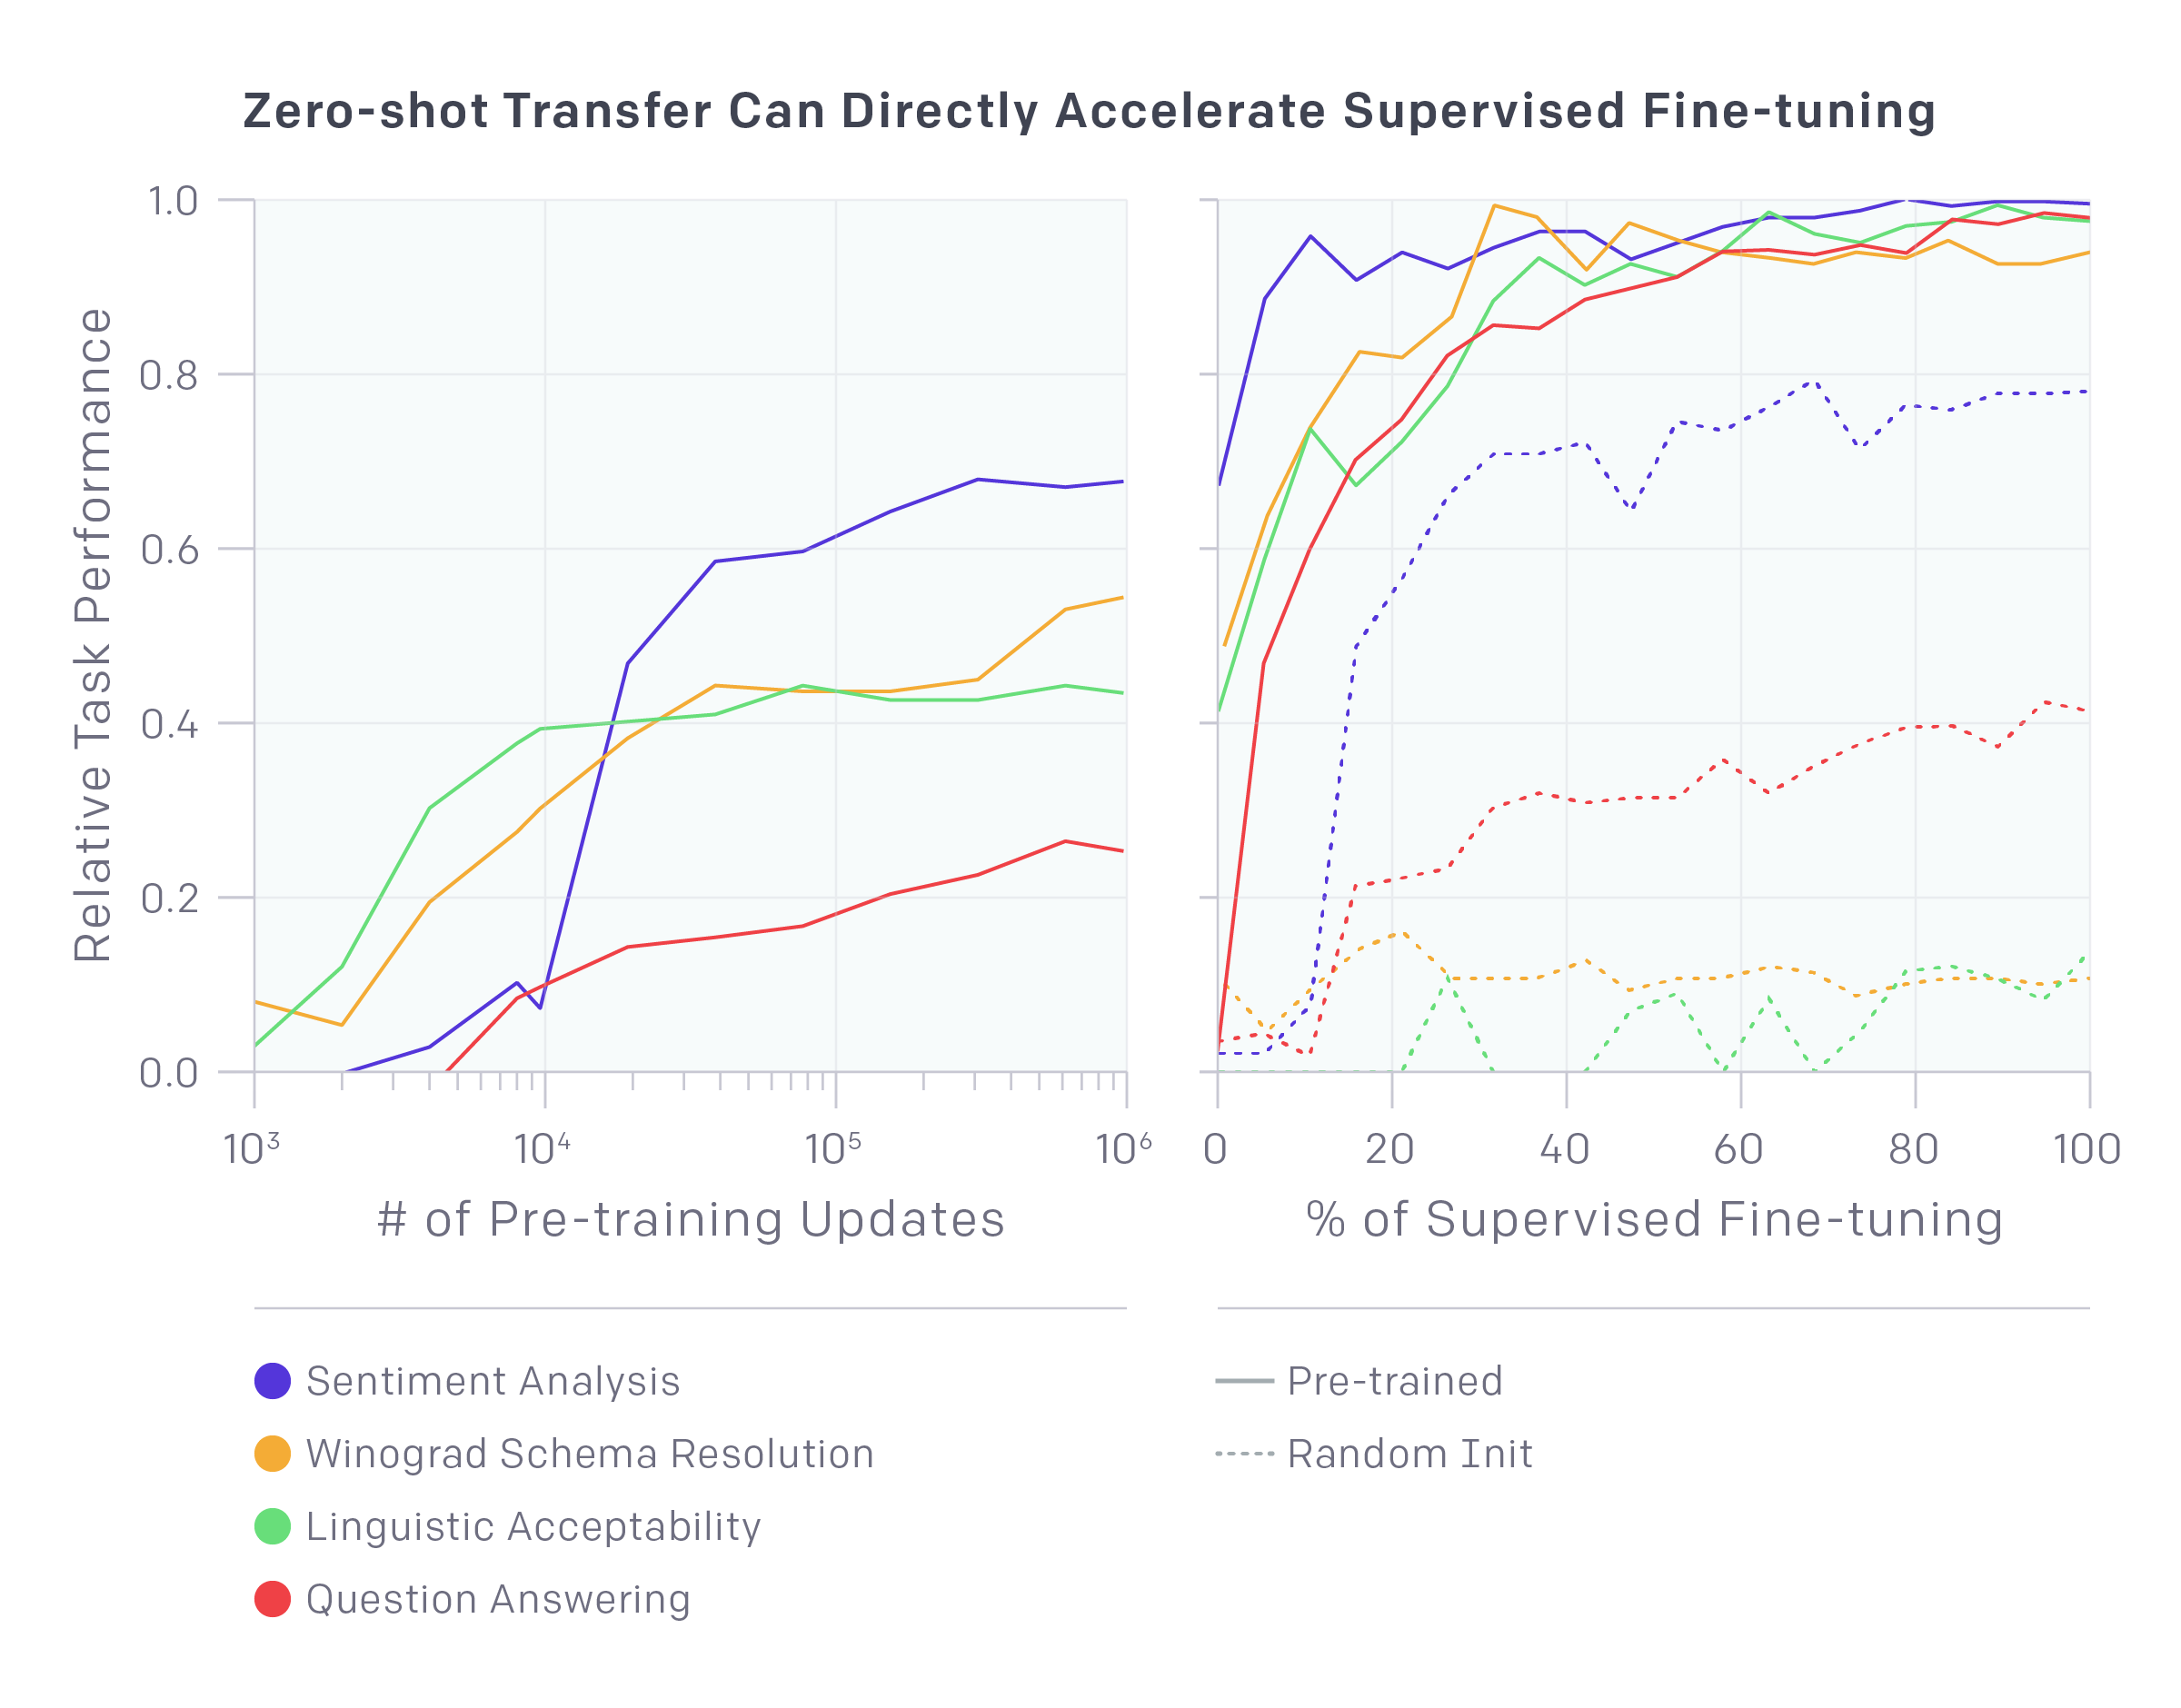 Zero-shot Transfer Can Directly Accelerate Supervised Fine-tuning
Relative Task Performance
1.0
0.8
0.6
0.4
0.2
0.0
10³ 10⁴ 10⁵ 10⁶
# of Pre-training Updates
0 20 40 60 80 100
% of Supervised Fine-tuning
Sentiment Analysis
Winograd Schema Resolution
Linguistic Acceptability
Question Answering
Pre-trained
Random Init